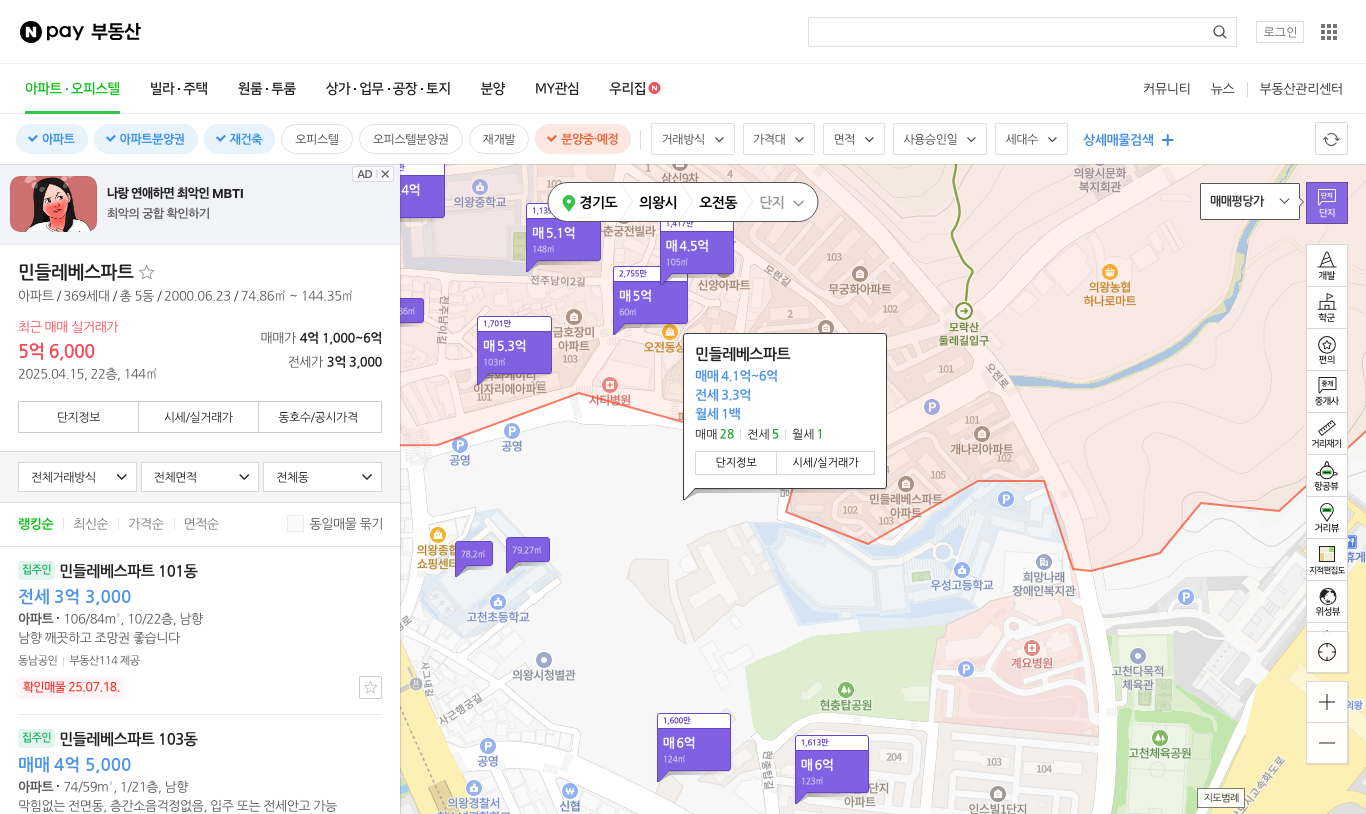 N pay 부동산
로그인
아파트 · 오피스텔
빌라 · 주택
원룸 · 투룸
상가 · 업무 · 공장 · 토지
분양
MY관심
우리집 N
커뮤니티
뉴스
부동산관리센터
아파트
아파트분양권
재건축
오피스텔
오피스텔분양권
재개발
분양중·예정
거래방식
가격대
면적
사용승인일
세대수
상세매물검색
AD
나랑 연애하면 최악인 MBTI
최악의 궁합 확인하기
민들레베스파트
아파트 / 369세대 / 총 5동 / 2000.06.23 / 74.86㎡ ~ 144.35㎡
최근 매매 실거래가
5억 6,000
2025.04.15, 22층, 144㎡
매매가 4억 1,000~6억
전세가 3억 3,000
단지정보
시세/실거래가
동호수/공시가격
전체거래방식
전체면적
전체동
랭킹순
최신순
가격순
면적순
동일매물 묶기
집주인 민들레베스파트 101동
전세 3억 3,000
아파트 · 106/84㎡, 10/22층, 남향
남향 깨끗하고 조망권 좋습니다
동남공인
부동산114 제공
확인매물 25.07.18.
집주인 민들레베스파트 103동
매매 4억 5,000
아파트 · 74/59㎡, 1/21층, 남향
막힘없는 전면동, 층간소음걱정없음, 입주 또는 전세안고 가능
경기도
의왕시
오전동
단지
매매평당가
단지
단지
개발
학군
편의
중개
중개사
거리재기
항공뷰
거리뷰
지적편집도
위성뷰
지도범례
4억
의왕중학교
삼신9차
의왕시문화
복지회관
매 5.1억
148㎡
춘궁전빌라
1,417만
매 4.5억
105㎡
전주남이2길
2,755만
매 5억
60㎡
신양아파트
모란길
103
무궁화아파트
102
2
의왕농협
하나로마트
모락산
둘레길입구
전주남이길
1,701만
매 5.3억
103㎡
금호장미
아파트
103
이자리에아파트
101
시티병원
오전로
101
민들레베스파트
매매 4.1억~6억
전세 3.3억
월세 1백
매매 28
전세 5
월세 1
단지정보
시세/실거래가
공영
공영
개나리아파트
102
105
민들레베스파트
아파트
102
103
78.2㎡
79.27㎡
고천초등학교
우성고등학교
희망나래
장애인복지관
의왕시청별관
사그내길
사근행궁길
계요병원
고천다목적
체육관
현충탑공원
고천체육공원
1,600만
매 6억
124㎡
1,613만
매 6억
123㎡
204
103
104
현충탑길
인스빌1단지
아파트
공영
의왕경찰서
신협